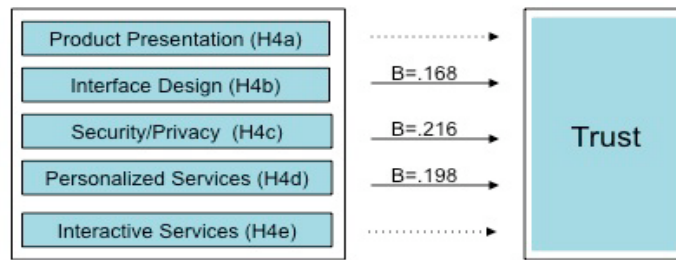 Product Presentation (H4a)
Interface Design (H4b)
B=.168
Security/Privacy (H4c)
B=.216
Personalized Services (H4d)
B=.198
Interactive Services (H4e)
Trust